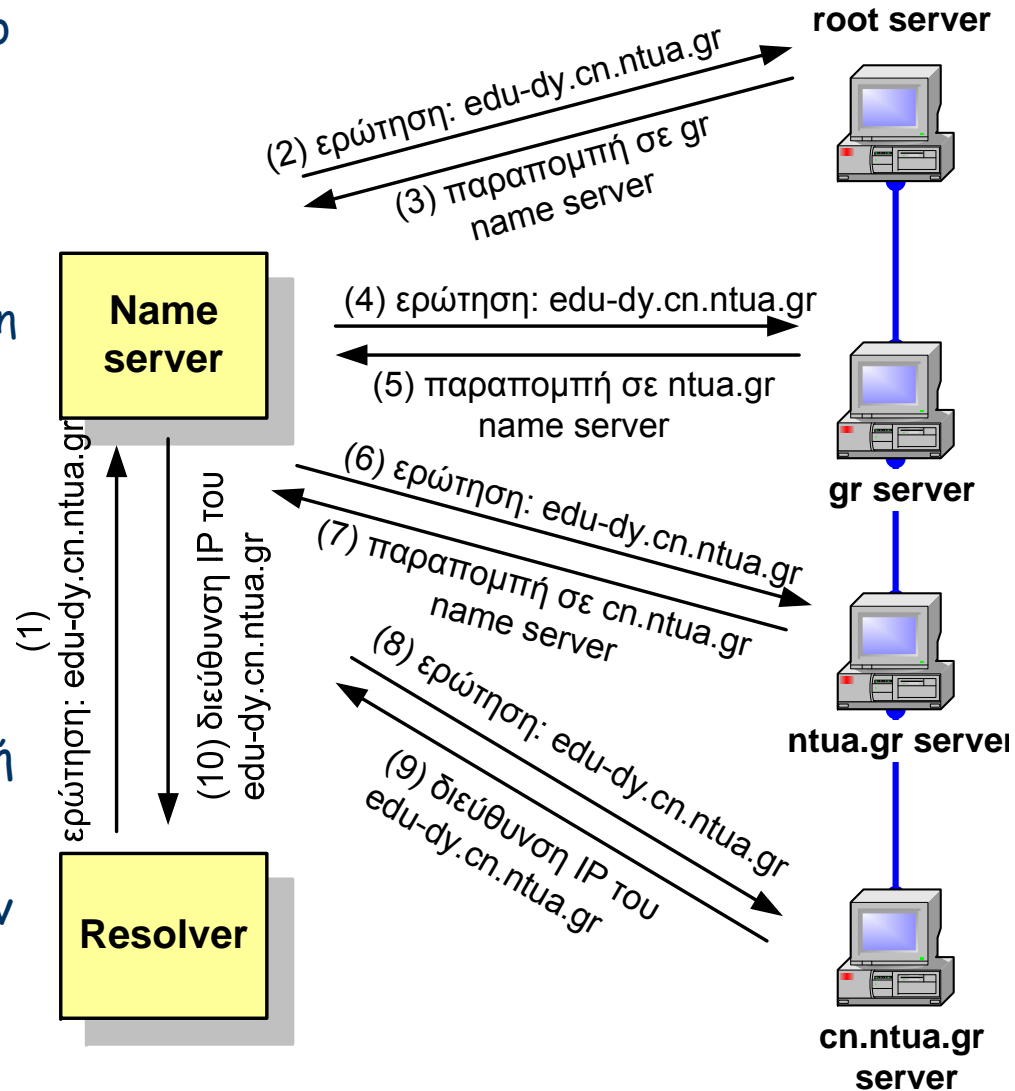 root server
(2) ερώτηση: edu-dy.cn.ntua.gr
(3) παραπομπή σε gr
name server
Name
server
(4) ερώτηση: edu-dy.cn.ntua.gr
(5) παραπομπή σε ntua.gr
name server
gr server
(6) ερώτηση: edu-dy.cn.ntua.gr
(7) παραπομπή σε cn.ntua.gr
name server
ntua.gr server
(1)
ερώτηση: edu-dy.cn.ntua.gr
(10) διεύθυνση IP του
edu-dy.cn.ntua.gr
(8) ερώτηση: edu-dy.cn.ntua.gr
(9) διεύθυνση IP του
edu-dy.cn.ntua.gr
Resolver
cn.ntua.gr
server